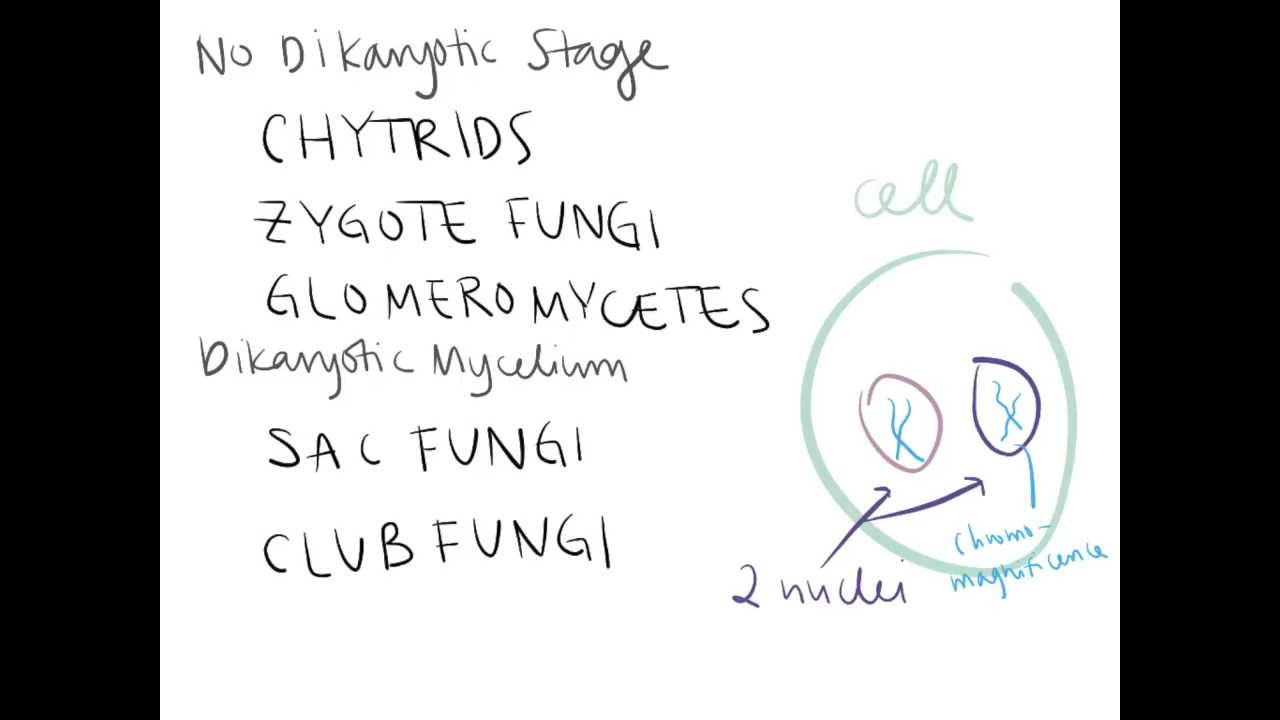 No Dikaryotic Stage
CHYTRIDS
ZYGOTE FUNGI
GLOMEROMYCETES
Dikaryotic Mycelium
SAC FUNGI
CLUB FUNGI
cell
2 nuclei
chromo-
magnificence